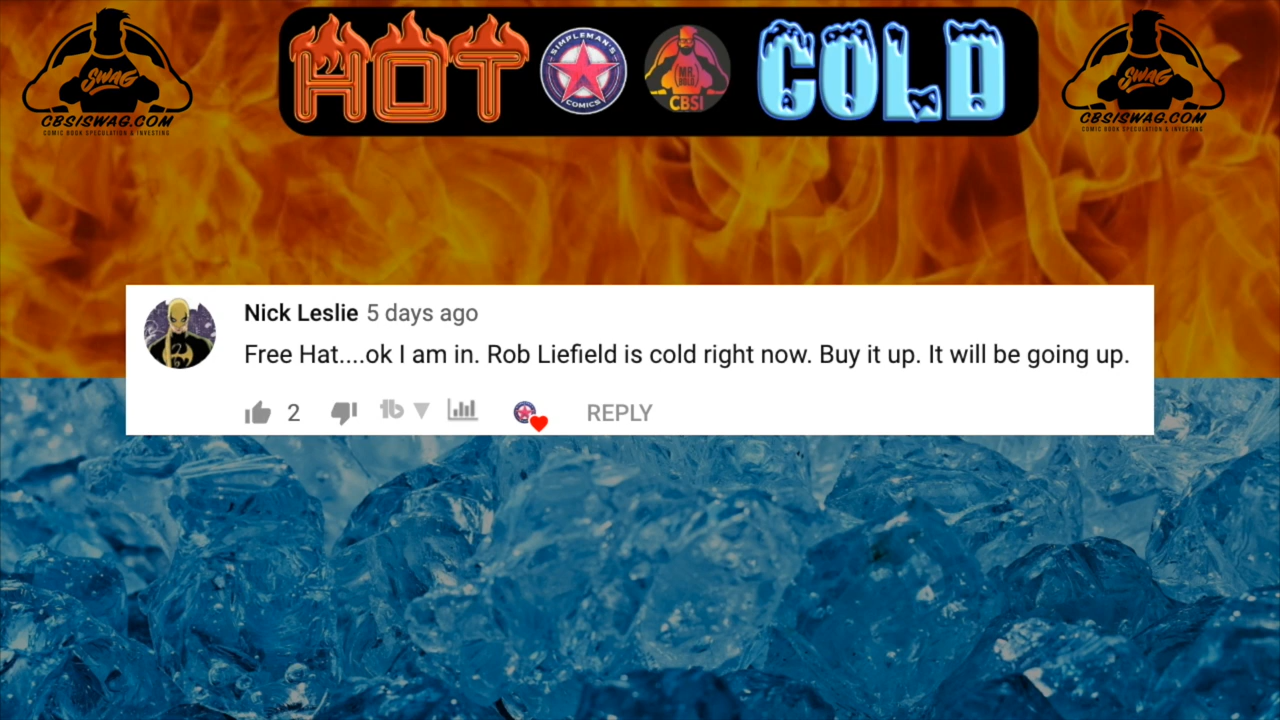 HOT COLD
SIMPLEMAN'S
COMICS
MR.
CBSI
SWAG
CBSISWAG.COM
COMIC BOOK SPECULATION & INVESTING
SWAG
CBSISWAG.COM
COMIC BOOK SPECULATION & INVESTING
Nick Leslie 5 days ago
Free Hat....ok I am in. Rob Liefield is cold right now. Buy it up. It will be going up.
2 tb REPLY